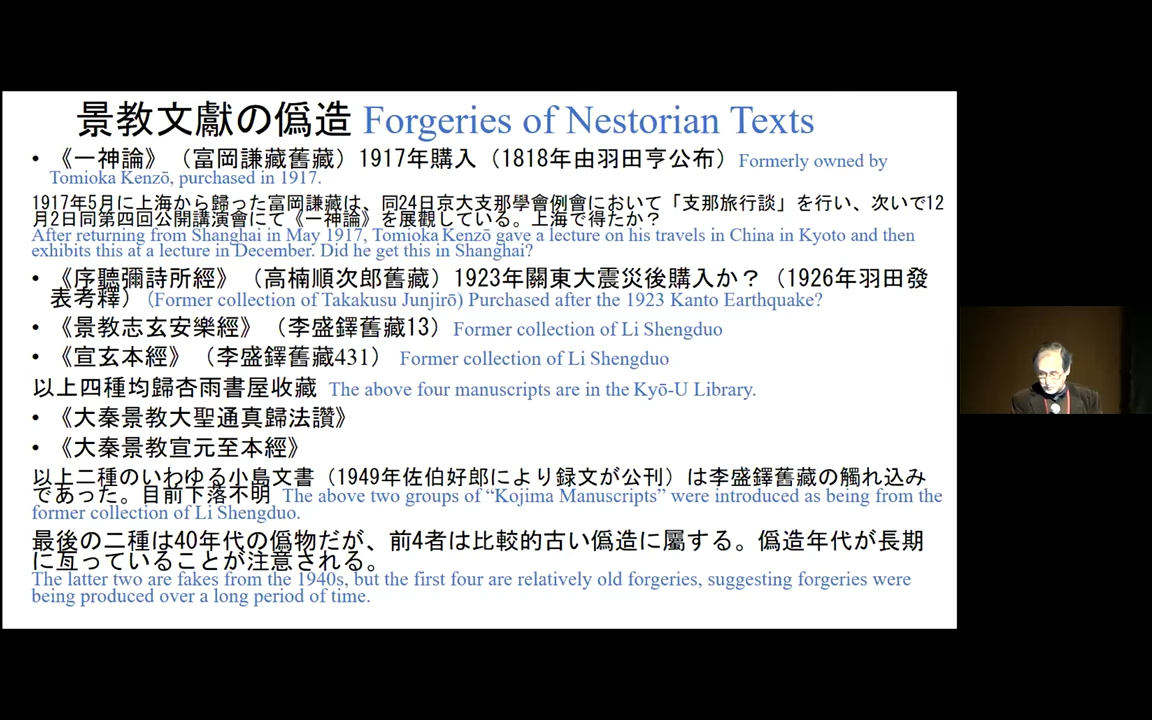 景教文獻の僞造 Forgeries of Nestorian Texts
• 《一神論》（富岡謙藏舊藏）1917年購入（1818年由羽田亨公布）Formerly owned by
Tomioka Kenzō, purchased in 1917.
1917年5月に上海から歸った富岡謙藏は、同24日京大支那學會例會において「支那旅行談」を行い、次いで12
月2日同第四回公開講演會にて《一神論》を展觀している。上海で得たか？
After returning from Shanghai in May 1917, Tomioka Kenzō gave a lecture on his travels in China in Kyoto and then
exhibits this at a lecture in December. Did he get this in Shanghai?
• 《序聽彌詩所經》（高楠順次郎舊藏）1923年關東大震災後購入か？（1926年羽田發
表考釋）(Former collection of Takakusu Junjirō) Purchased after the 1923 Kanto Earthquake?
• 《景教志玄安樂經》（李盛鐸舊藏13）Former collection of Li Shengduo
• 《宣玄本經》（李盛鐸舊藏431） Former collection of Li Shengduo
以上四種均歸杏雨書屋收藏 The above four manuscripts are in the Kyō-U Library.
• 《大秦景教大聖通真歸法讚》
• 《大秦景教宣元至本經》
以上二種のいわゆる小島文書（1949年佐伯好郎により録文が公刊）は李盛鐸舊藏の觸れ込み
であった。目前下落不明 The above two groups of “Kojima Manuscripts” were introduced as being from the
former collection of Li Shengduo.
最後の二種は40年代の僞物だが、前4者は比較的古い僞造に屬する。僞造年代が長期
に亙っていることが注意される。
The latter two are fakes from the 1940s, but the first four are relatively old forgeries, suggesting forgeries were
being produced over a long period of time.